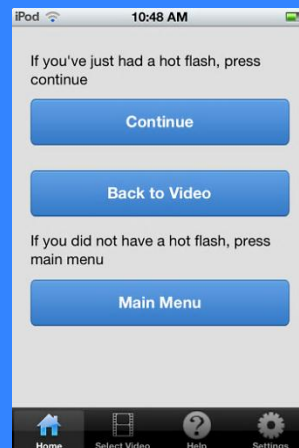 iPod 10:48 AM
If you've just had a hot flash, press
continue
Continue
Back to Video
If you did not have a hot flash, press
main menu
Main Menu
Home Select Video Help Settings